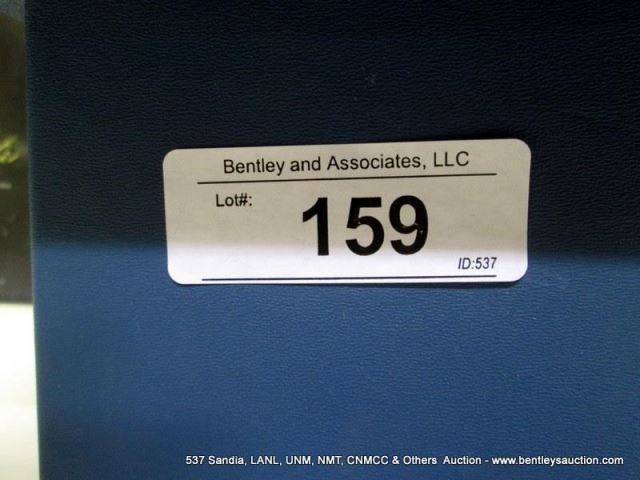 Bentley and Associates, LLC
Lot#:
159
ID:537
537 Sandia, LANL, UNM, NMT, CNMCC & Others  Auction - www.bentleysauction.com